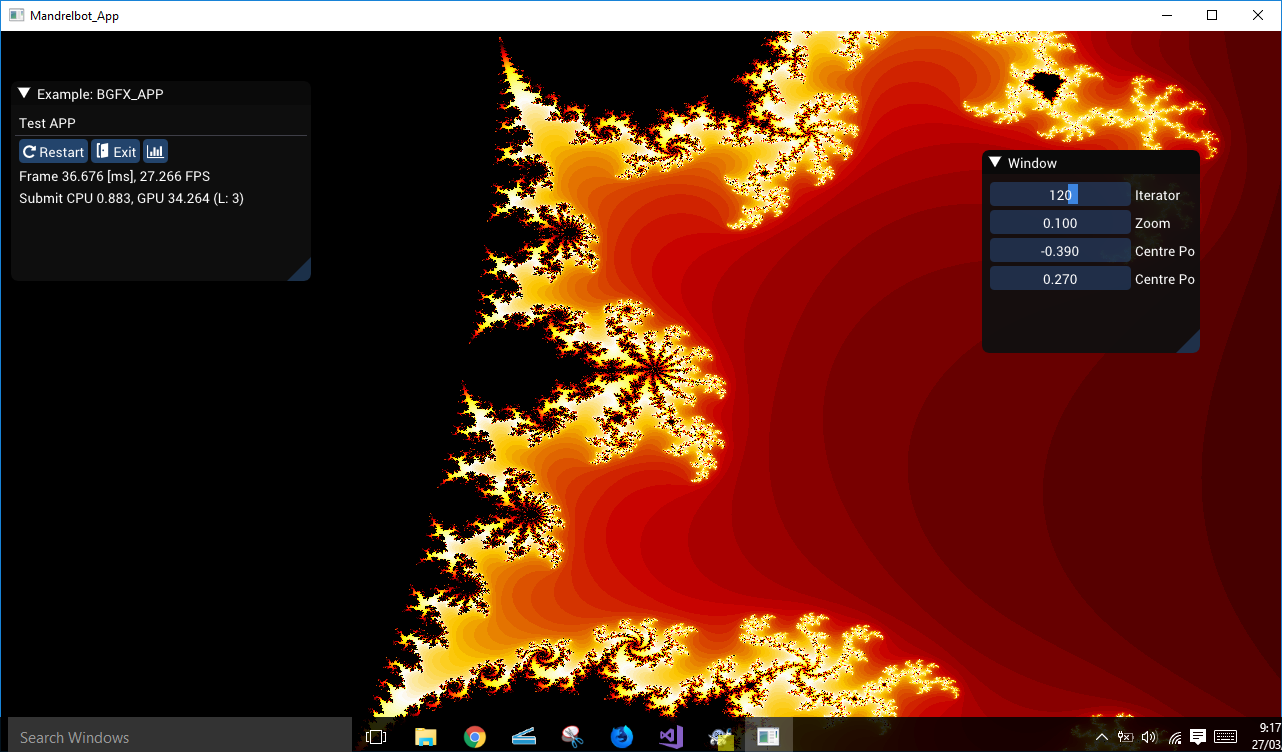 Mandrelbot_App
Example: BGFX_APP
Test APP
Restart Exit
Frame 36.676 [ms], 27.266 FPS
Submit CPU 0.883, GPU 34.264 (L: 3)
Window
120 Iterator
0.100 Zoom
-0.390 Centre Po
0.270 Centre Po
Search Windows
9:17
27/03